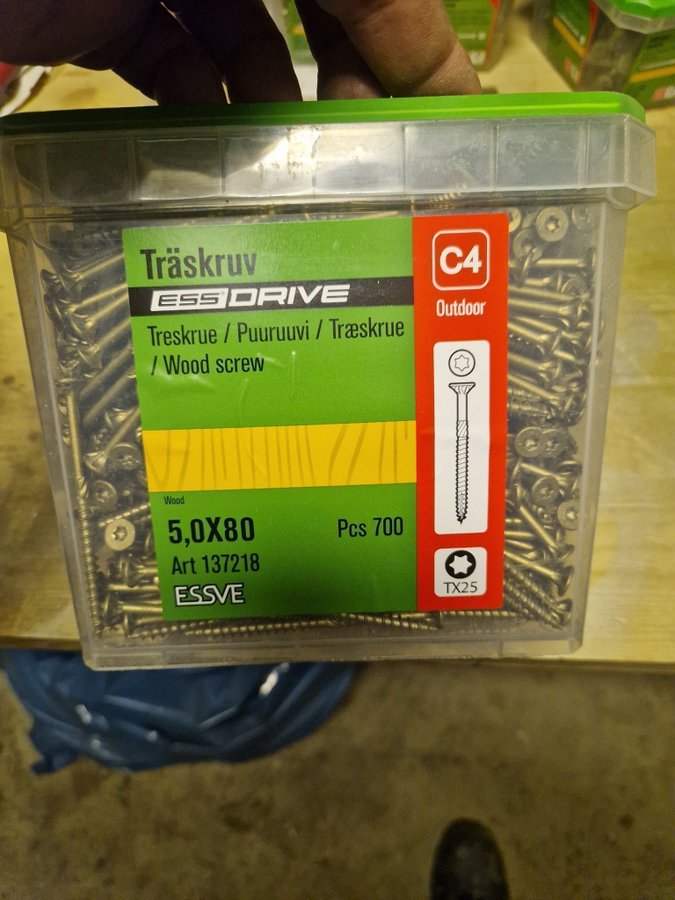 Träskruv
ESSDRIVE
Treskrue / Puuruuvi / Træskrue
/ Wood screw
Wood
5,0X80
Pcs 700
Art 137218
ESSVE
C4
Outdoor
TX25